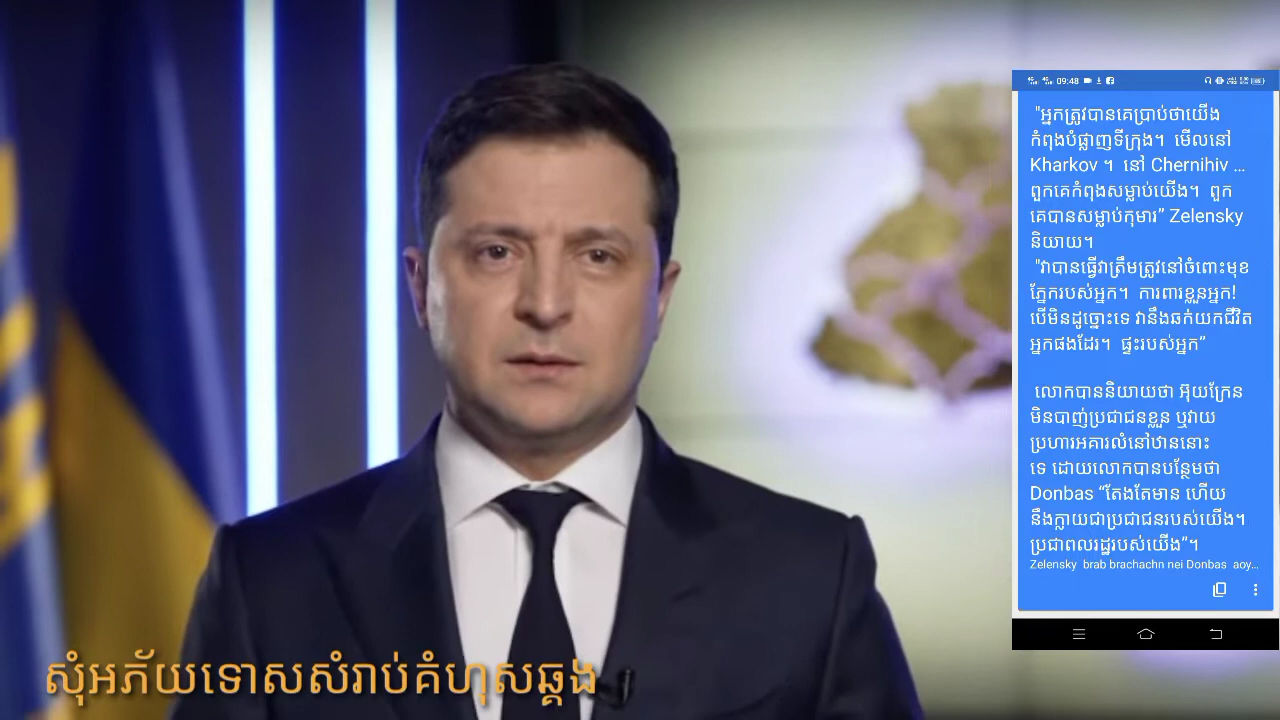 09:48
"អ្នកត្រូវបានគេប្រាប់ថាយើង
កំពុងបំផ្លាញទីក្រុង។ មើលនៅ
Kharkov ។ នៅ Chernihiv ...
ពួកគេកំពុងសម្លាប់យើង។ ពួក
គេបានសម្លាប់កុមារ" Zelensky
និយាយ។
"វាបានធ្វើវាត្រឹមត្រូវនៅចំពោះមុខ
ភ្នែករបស់អ្នក។ ការពារខ្លួនអ្នក!
បើមិនដូច្នោះទេ វានឹងឆក់យកជីវិត
អ្នកផងដែរ។ ផ្ទះរបស់អ្នក"
លោកបាននិយាយថា អ៊ុយក្រែន
មិនបាញ់ប្រជាជនខ្លួន ឬវាយ
ប្រហារអគារលំនៅឋាននោះ
ទេ ដោយលោកបានបន្ថែមថា
Donbas "តែងតែមាន ហើយ
នឹងក្លាយជាប្រជាជនរបស់យើង។
ប្រជាពលរដ្ឋរបស់យើង"។
Zelensky brab brachachn nei Donbas aoy...
សុំអភ័យទោសសំរាប់កំហុសឆ្គង